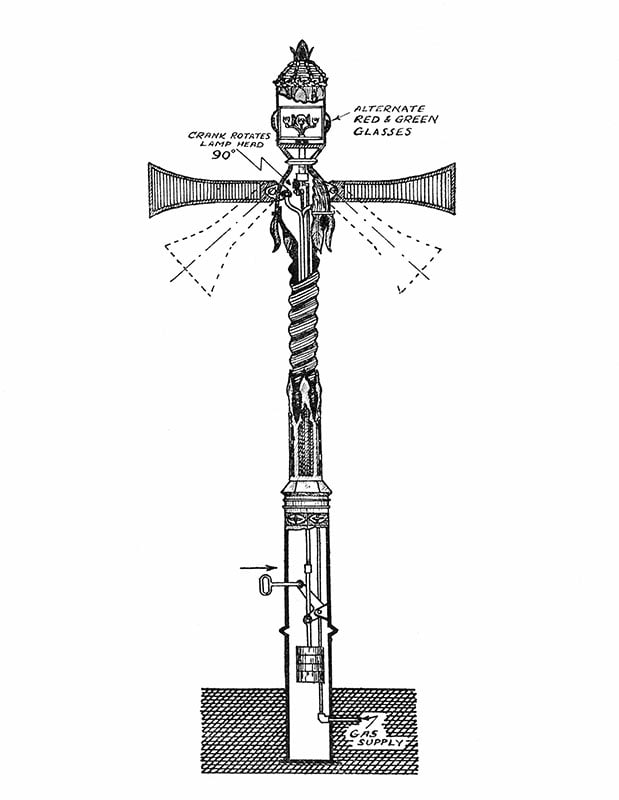 ALTERNATE
RED & GREEN
GLASSES
CRANK ROTATES
LAMP HEAD
90°
GAS
SUPPLY